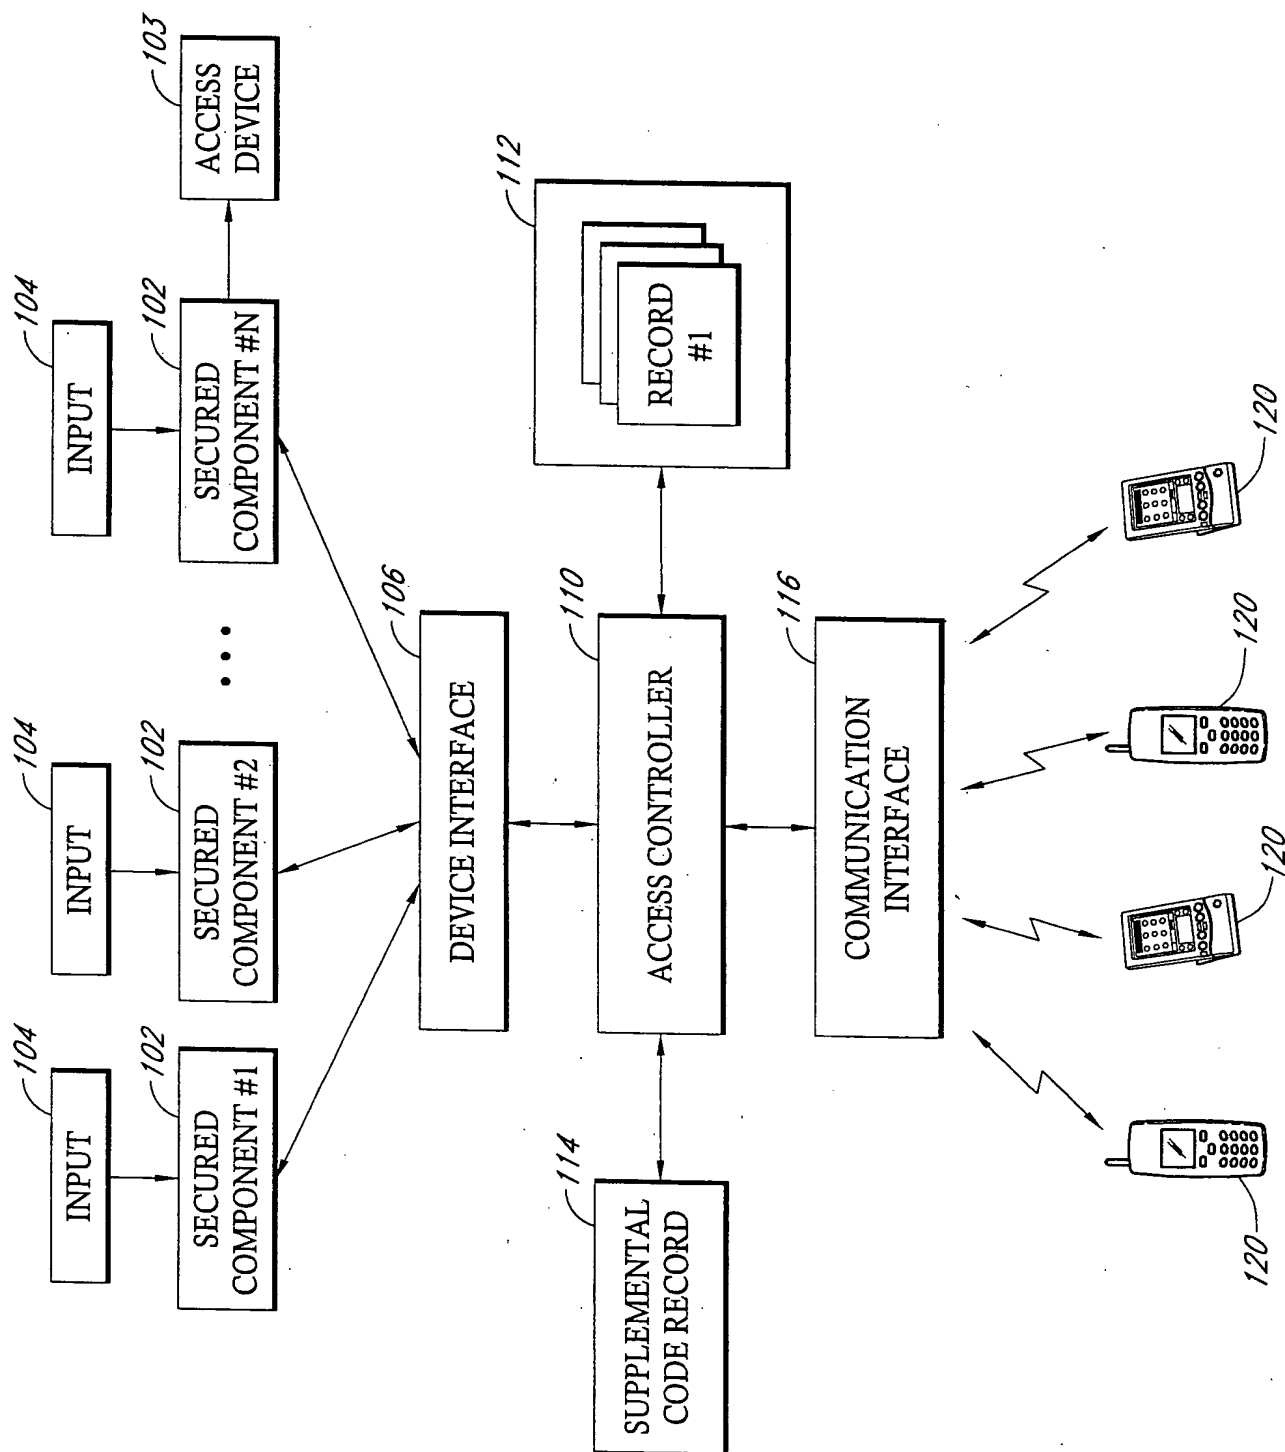 104
INPUT
104
INPUT
104
INPUT
102
SECURED
COMPONENT #1
102
SECURED
COMPONENT #2
• • •
102
SECURED
COMPONENT #N
103
ACCESS
DEVICE
106
DEVICE INTERFACE
114
SUPPLEMENTAL
CODE RECORD
110
ACCESS CONTROLLER
112
RECORD
#1
116
COMMUNICATION
INTERFACE
120
120
120
120